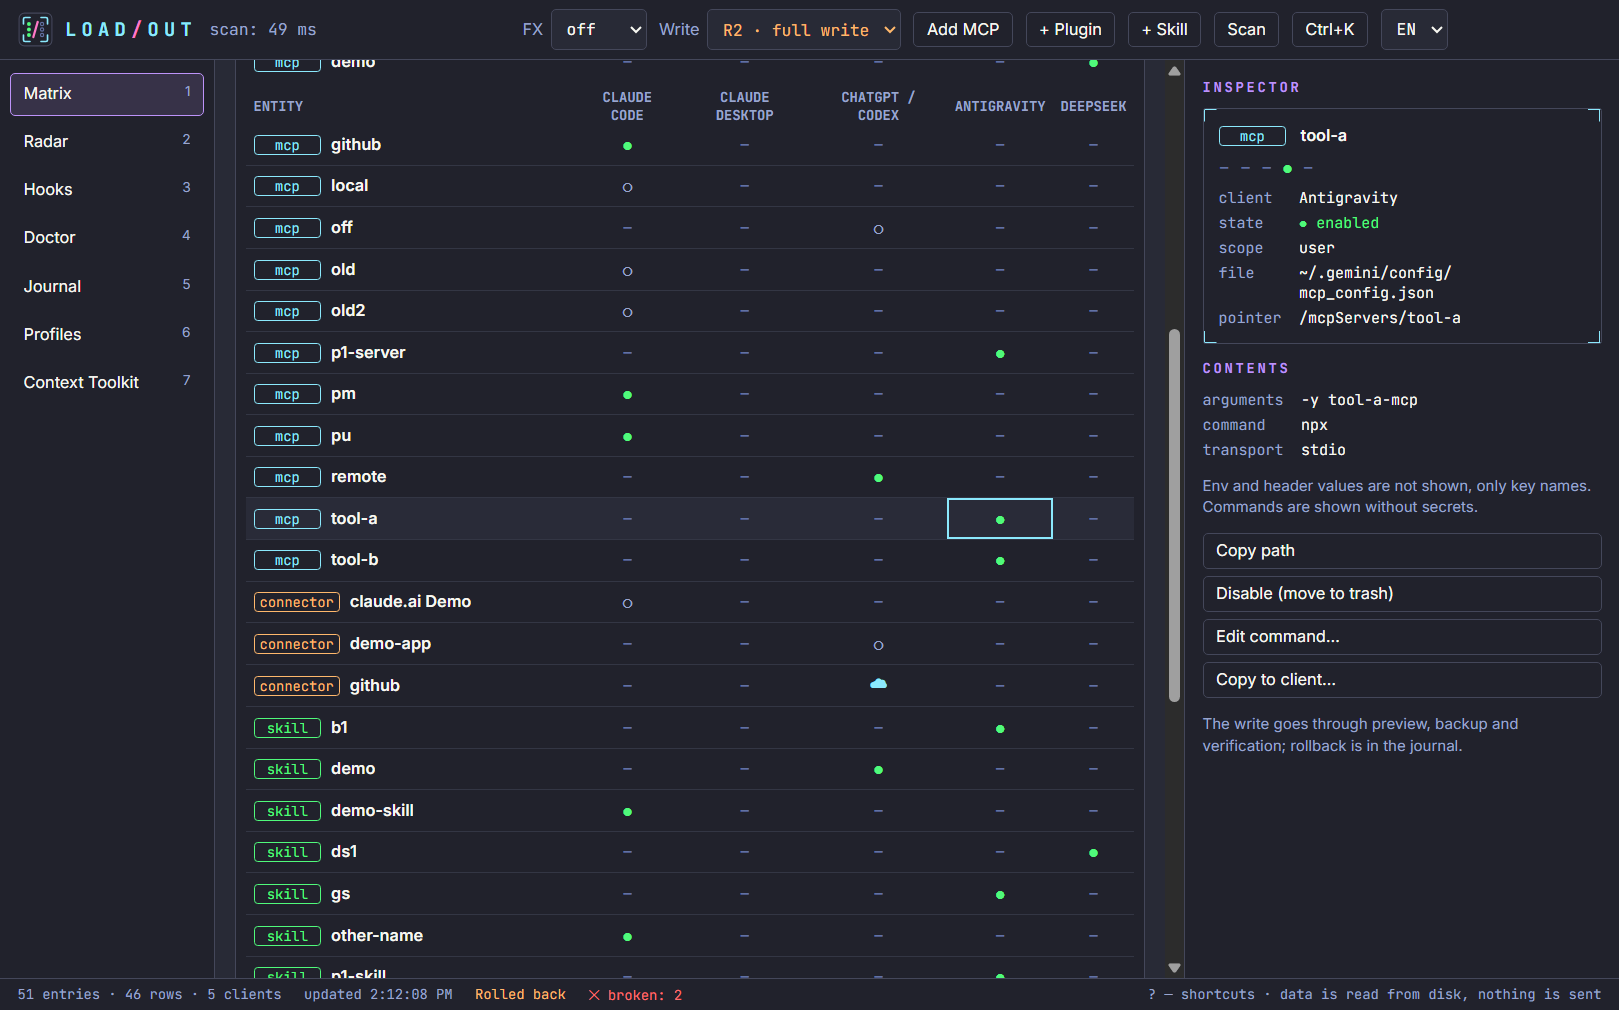 LOAD/OUT scan: 49 ms FX off Write R2 · full write Add MCP + Plugin + Skill Scan Ctrl+K EN
Matrix 1
Radar 2
Hooks 3
Doctor 4
Journal 5
Profiles 6
Context Toolkit 7
mcp demo — — — — ●
ENTITY CLAUDE CODE CLAUDE DESKTOP CHATGPT / CODEX ANTIGRAVITY DEEPSEEK
mcp github ● — — — —
mcp local ○ — — — —
mcp off — — ○ — —
mcp old ○ — — — —
mcp old2 ○ — — — —
mcp p1-server — — — ● —
mcp pm ● — — — —
mcp pu ● — — — —
mcp remote — — ● — —
mcp tool-a — — — ● —
mcp tool-b — — — ● —
connector claude.ai Demo ○ — — — —
connector demo-app — — ○ — —
connector github — — ☁ — —
skill b1 — — — ● —
skill demo — — ● — —
skill demo-skill ● — — — —
skill ds1 — — — — ●
skill gs — — — ● —
skill other-name ● — — — —
skill p1-skill — — — ● —
INSPECTOR
mcp tool-a
— — — ● —
client Antigravity
state ● enabled
scope user
file ~/.gemini/config/
mcp_config.json
pointer /mcpServers/tool-a
CONTENTS
arguments -y tool-a-mcp
command npx
transport stdio
Env and header values are not shown, only key names.
Commands are shown without secrets.
Copy path
Disable (move to trash)
Edit command...
Copy to client...
The write goes through preview, backup and
verification; rollback is in the journal.
51 entries · 46 rows · 5 clients updated 2:12:08 PM Rolled back ✕ broken: 2 ? — shortcuts · data is read from disk, nothing is sent